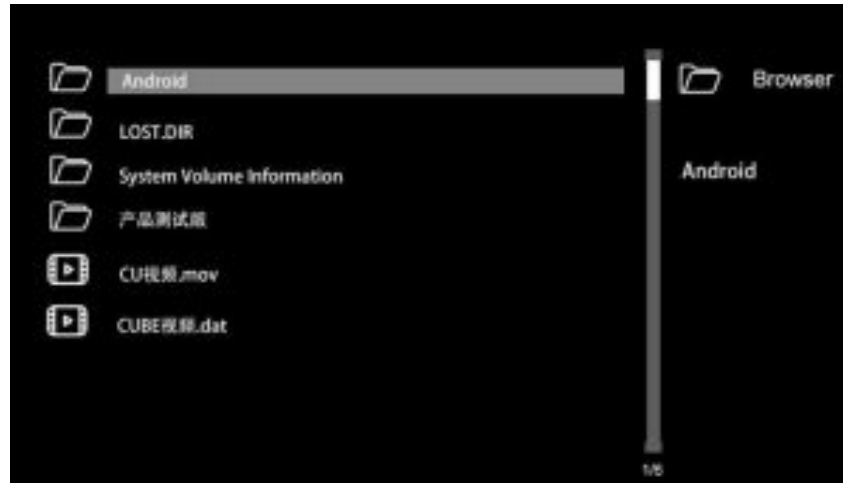 Android
LOST.DIR
System Volume Information
产品测试版
CU视频.mov
CUBE视频.dat
1/6
Browser
Android